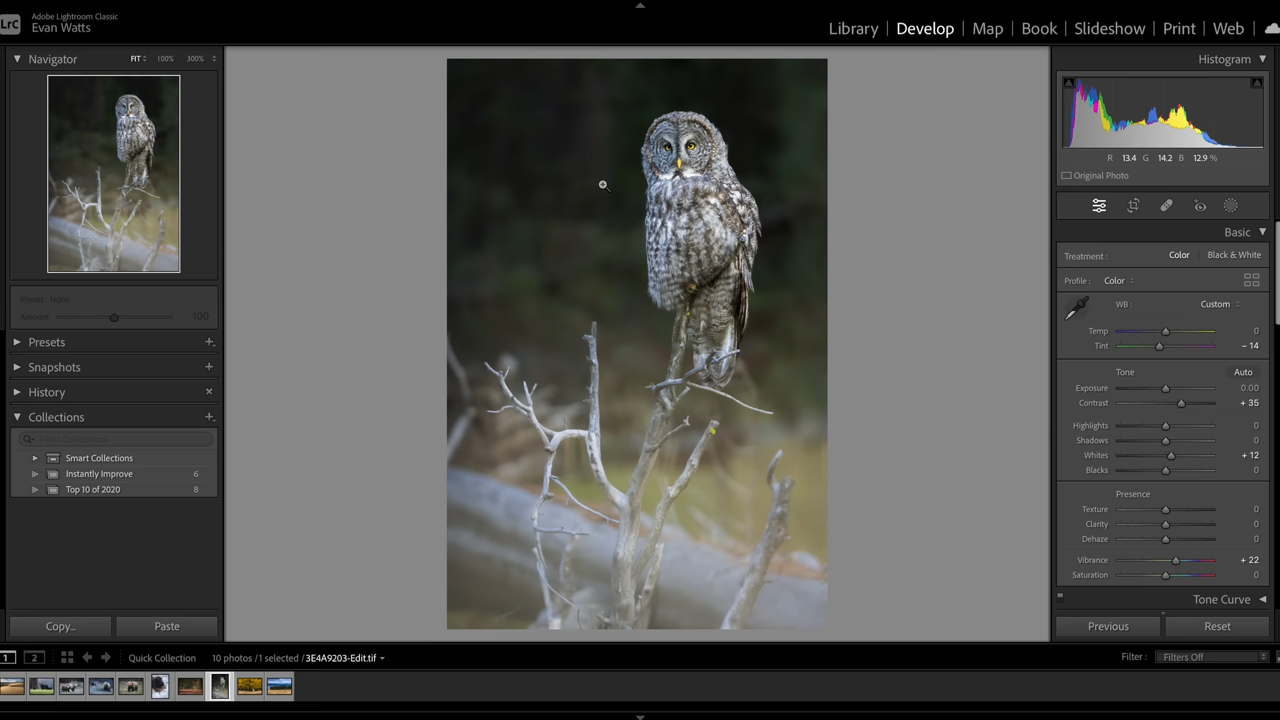 LrC
Adobe Lightroom Classic
Evan Watts
Library | Develop | Map | Book | Slideshow | Print | Web |
Navigator FIT 100% 300%
Preset: None
Amount 100
Presets
Snapshots
History
Collections
Filter Collections
Smart Collections
Instantly Improve 6
Top 10 of 2020 8
Copy... Paste
Histogram
R 13.4 G 14.2 B 12.9 %
Original Photo
Basic
Treatment: Color Black & White
Profile: Color
WB: Custom
Temp 0
Tint – 14
Tone Auto
Exposure 0.00
Contrast + 35
Highlights 0
Shadows 0
Whites + 12
Blacks 0
Presence
Texture 0
Clarity 0
Dehaze 0
Vibrance + 22
Saturation 0
Tone Curve
Previous Reset
1 2 Quick Collection 10 photos /1 selected /3E4A9203-Edit.tif
Filter: Filters Off